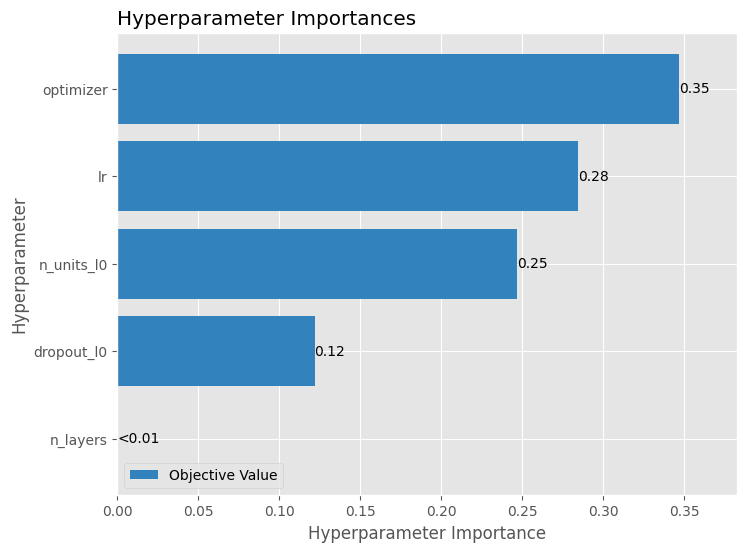 Hyperparameter Importances
Hyperparameter
optimizer
0.35
lr
0.28
n_units_l0
0.25
dropout_l0
0.12
n_layers
<0.01
Objective Value
0.00 0.05 0.10 0.15 0.20 0.25 0.30 0.35
Hyperparameter Importance